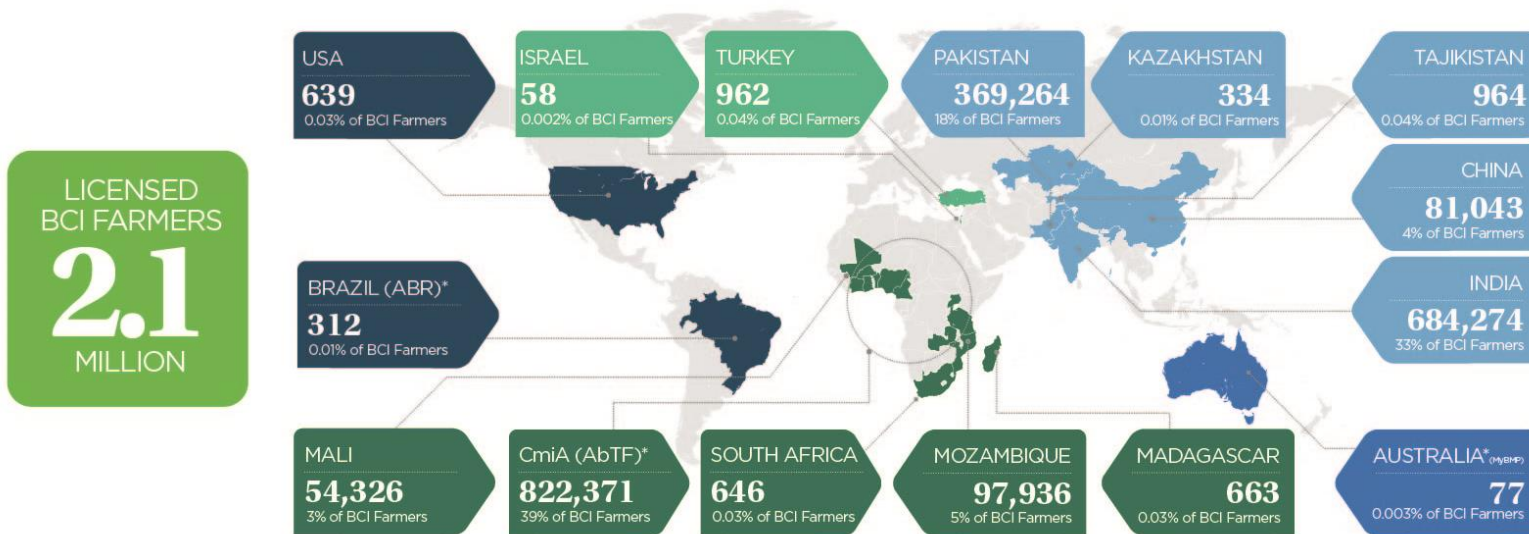 LICENSED
BCI FARMERS
2.1
MILLION
USA
639
0.03% of BCI Farmers
ISRAEL
58
0.002% of BCI Farmers
TURKEY
962
0.04% of BCI Farmers
PAKISTAN
369,264
18% of BCI Farmers
KAZAKHSTAN
334
0.01% of BCI Farmers
TAJIKISTAN
964
0.04% of BCI Farmers
CHINA
81,043
4% of BCI Farmers
INDIA
684,274
33% of BCI Farmers
BRAZIL (ABR)*
312
0.01% of BCI Farmers
MALI
54,326
3% of BCI Farmers
CmiA (AbTF)*
822,371
39% of BCI Farmers
SOUTH AFRICA
646
0.03% of BCI Farmers
MOZAMBIQUE
97,936
5% of BCI Farmers
MADAGASCAR
663
0.03% of BCI Farmers
AUSTRALIA* (MyBMP)
77
0.003% of BCI Farmers